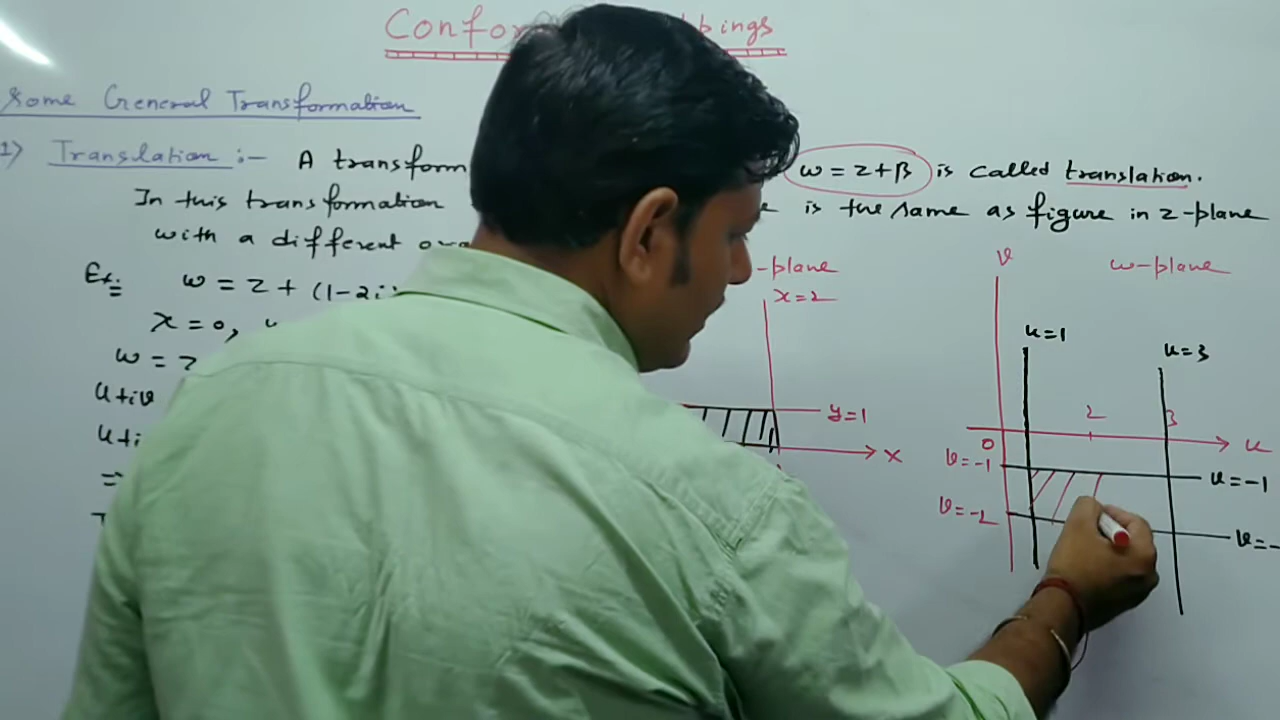 Confor bings
Some General Transformation
1) Translation :- A transform w = z + β is called translation.
In this transformation is the same as figure in z-plane
with a different
Ex: w = z + (1-2i)
x = 0,
w = z
u+iv
u+i
=>
-plane
x=2
y=1
x
v
w-plane
u=1
u=3
2
3
0
u
v=-1
v=-1
v=-2
v=-